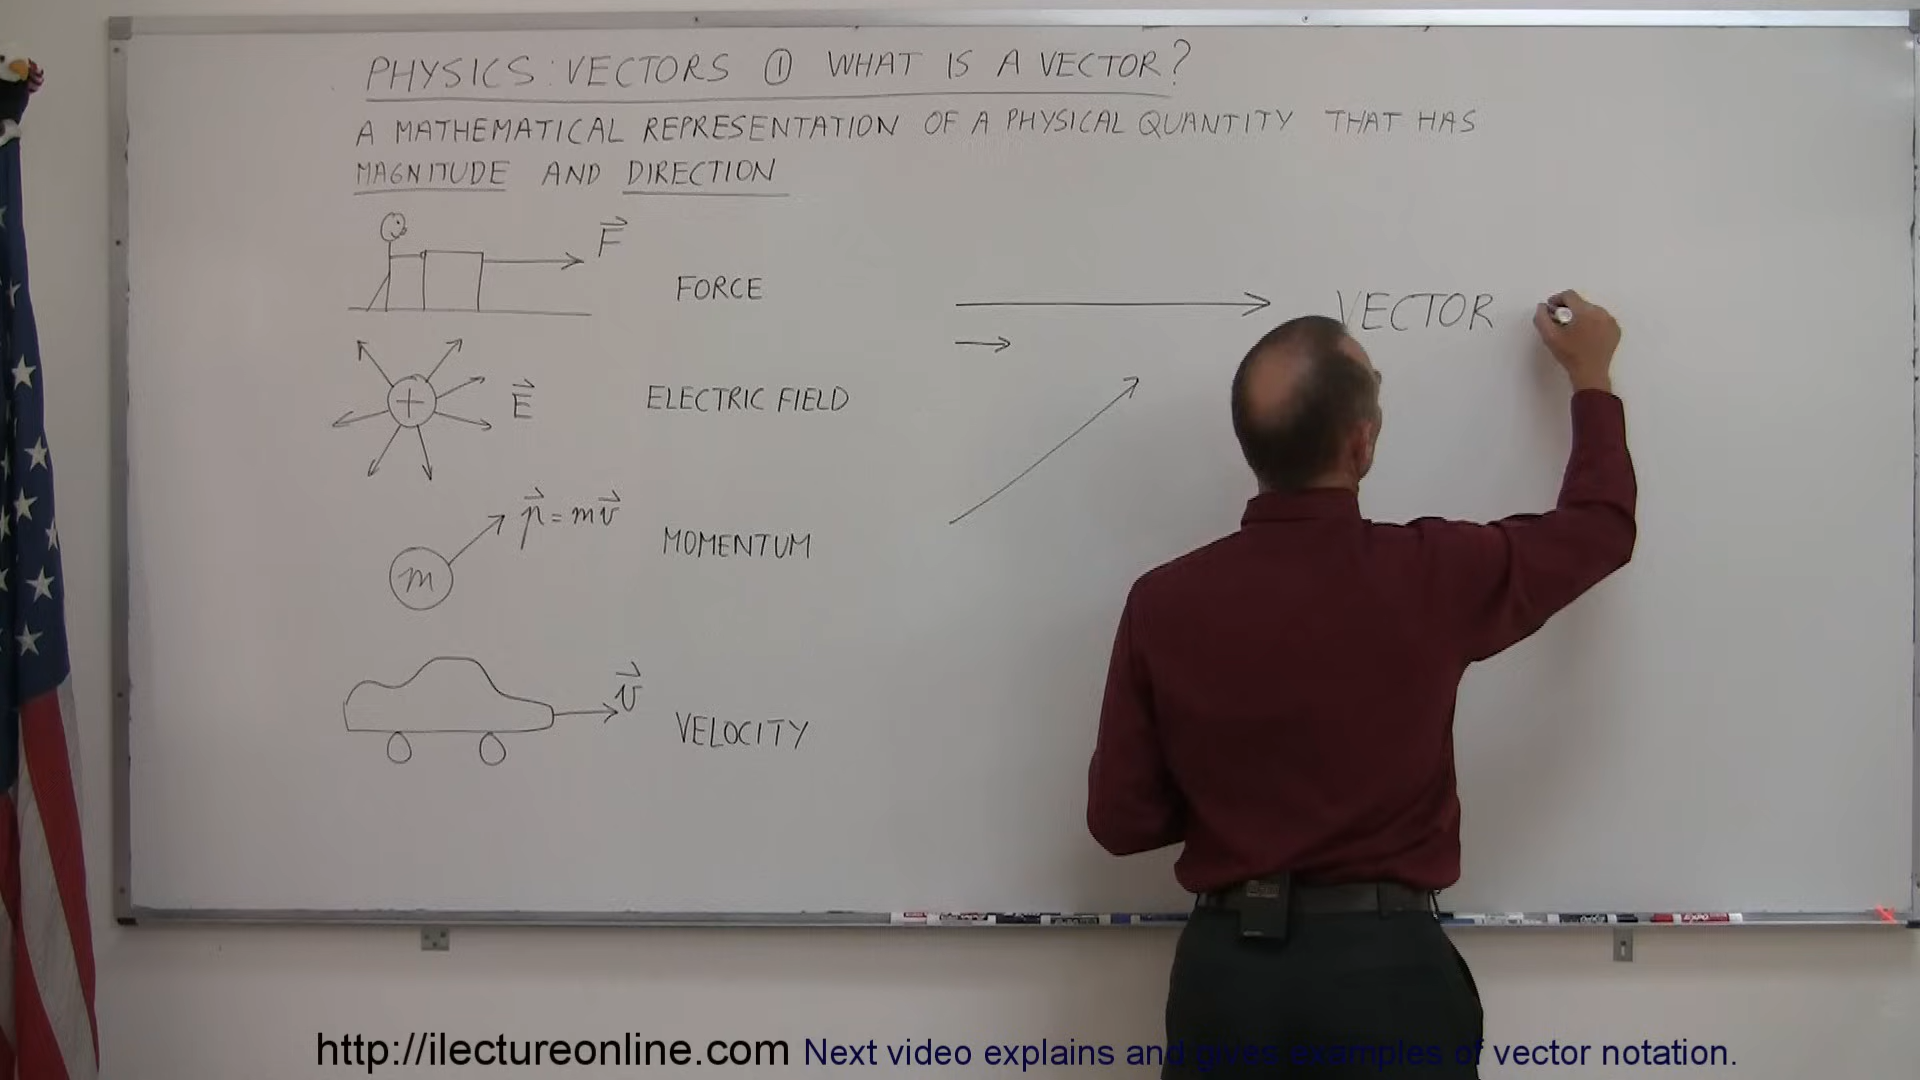 PHYSICS: VECTORS ① WHAT IS A VECTOR?
A MATHEMATICAL REPRESENTATION OF A PHYSICAL QUANTITY THAT HAS
MAGNITUDE AND DIRECTION
F⃗
FORCE
VECTOR
+
E⃗
ELECTRIC FIELD
p⃗ = mv⃗
m
MOMENTUM
v⃗
VELOCITY
http://ilectureonline.com Next video explains and gives examples of vector notation.